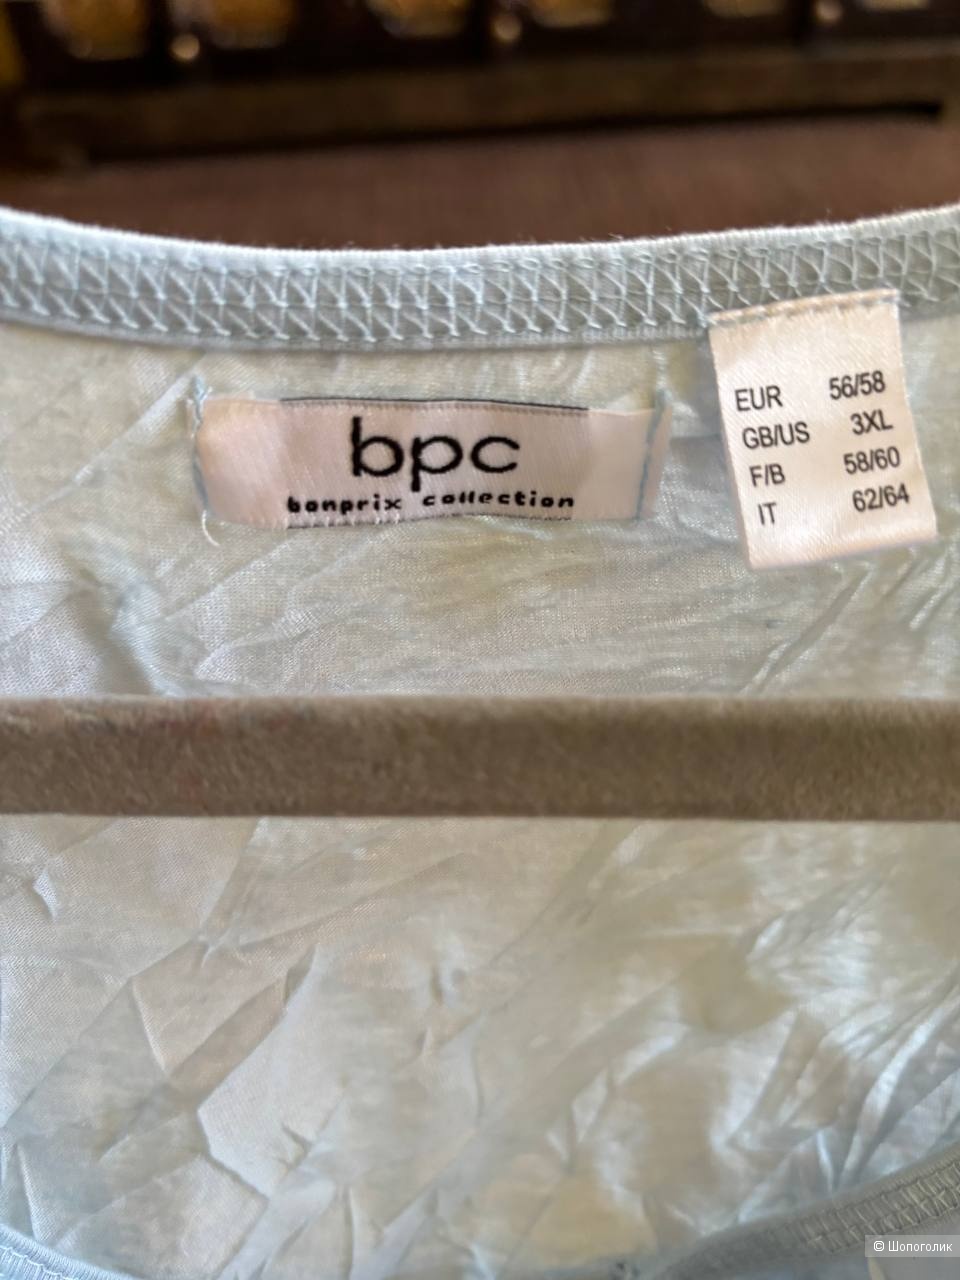 bpc
bonprix collection
EUR 56/58
GB/US 3XL
F/B 58/60
IT 62/64
© Шопоголик